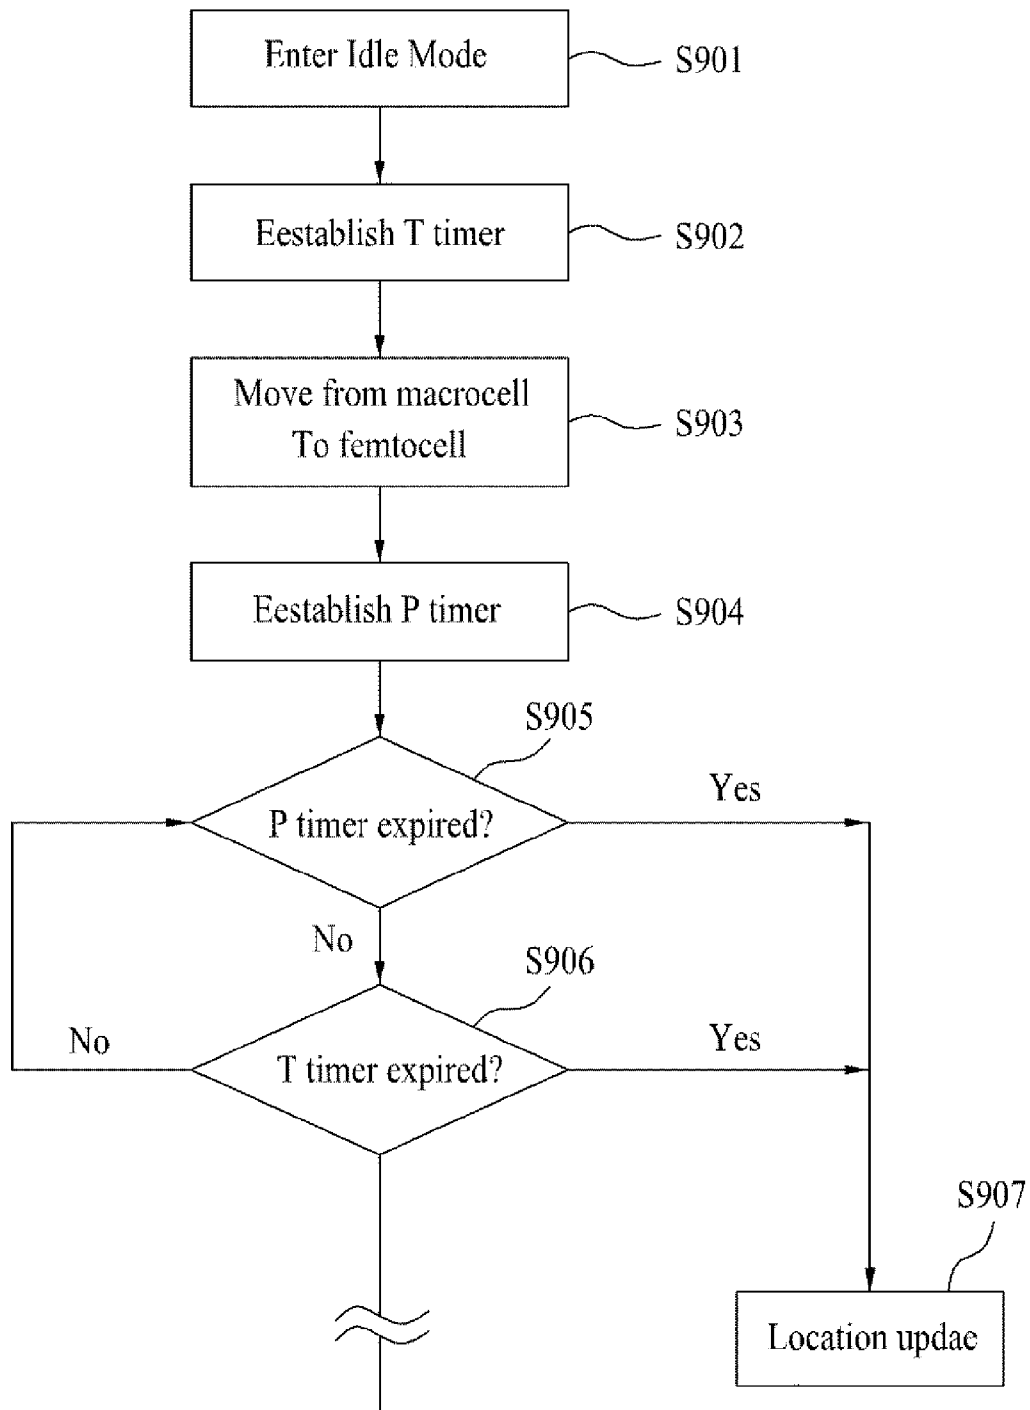 Enter Idle Mode
S901
Eestablish T timer
S902
Move from macrocell
To femtocell
S903
Eestablish P timer
S904
S905
P timer expired?
Yes
No
S906
T timer expired?
Yes
No
S907
Location updae